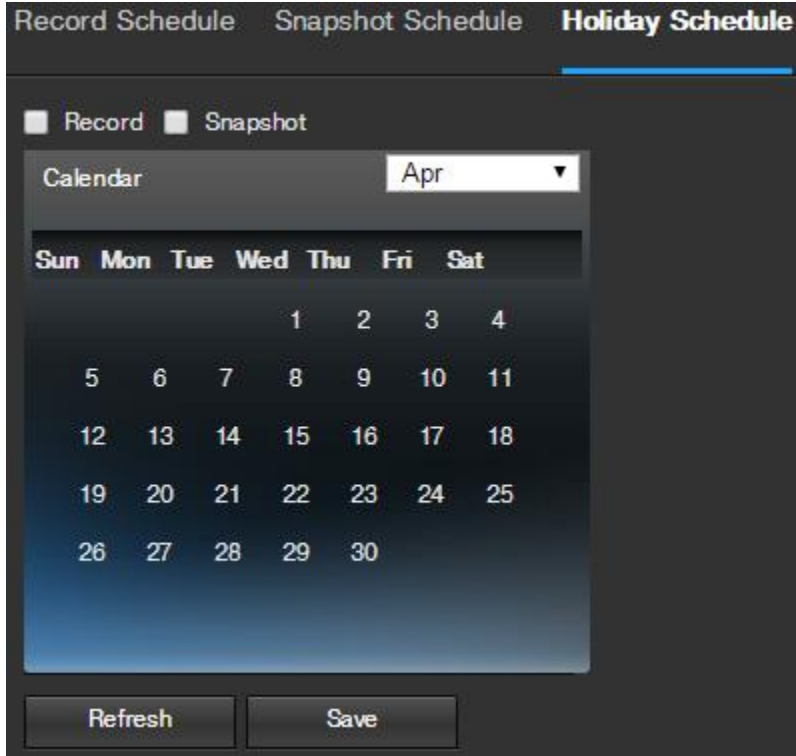 Record Schedule Snapshot Schedule Holiday Schedule
Record Snapshot
Calendar Apr
Sun Mon Tue Wed Thu Fri Sat
1 2 3 4
5 6 7 8 9 10 11
12 13 14 15 16 17 18
19 20 21 22 23 24 25
26 27 28 29 30
Refresh Save